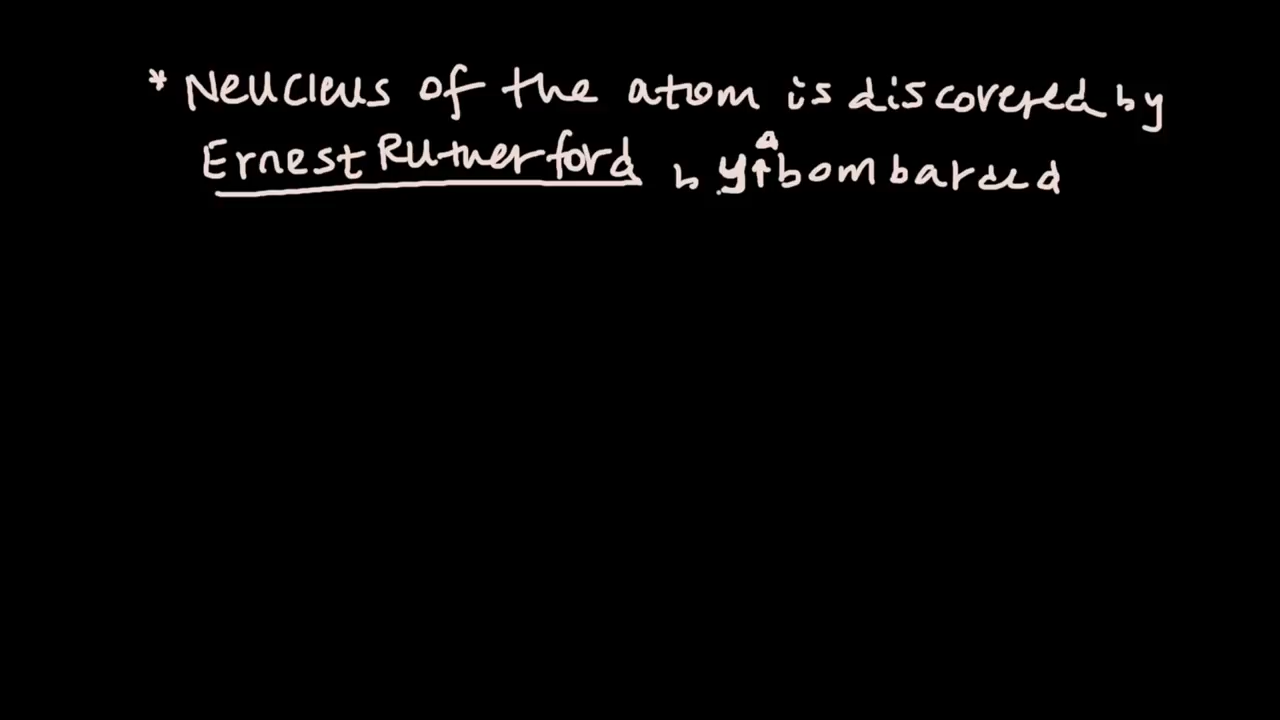 * Neucleus of the atom is discovered by
Ernest Rutherford by a bombarded